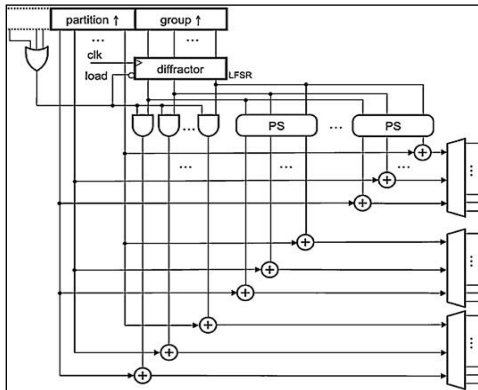 partition ↑ group ↑
... ...
clk
load diffractor LFSR
... PS ... PS
... ...
...
...
...